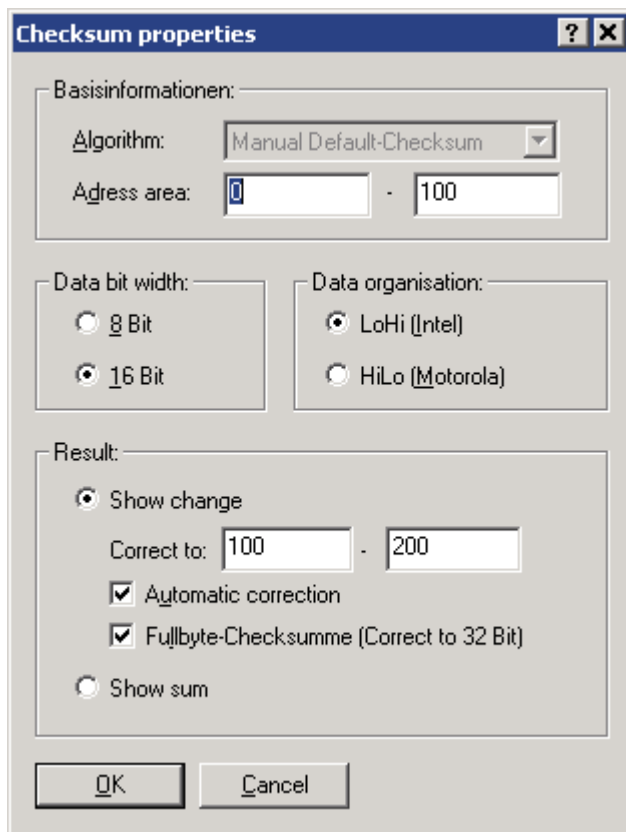 Checksum properties
Basisinformationen:
Algorithm: Manual Default-Checksum
Adress area: 0 - 100
Data bit width: Data organisation:
8 Bit LoHi (Intel)
16 Bit HiLo (Motorola)
Result:
Show change
Correct to: 100 - 200
Automatic correction
Fullbyte-Checksumme (Correct to 32 Bit)
Show sum
OK Cancel